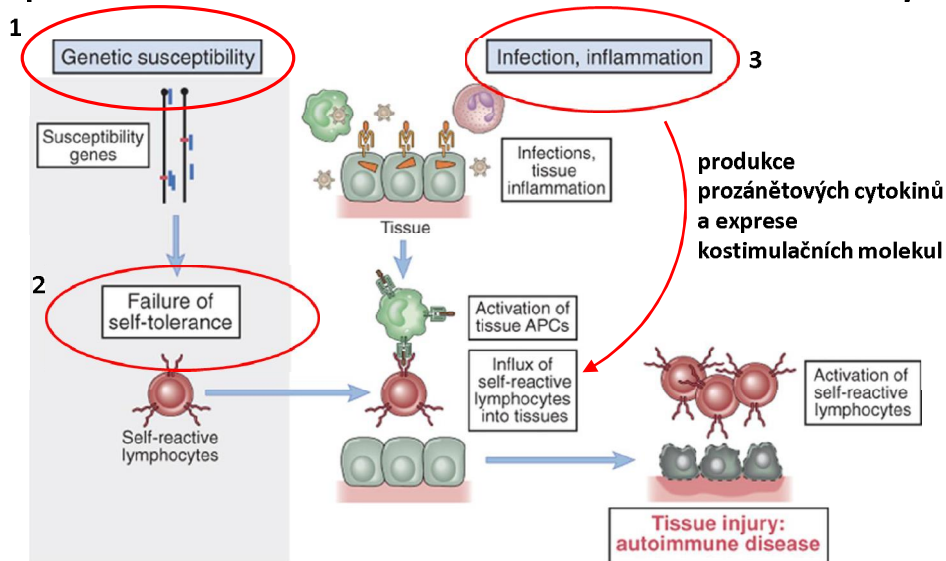 1
Genetic susceptibility
Infection, inflammation
3
Susceptibility
genes
Infections,
tissue
inflammation
produkce
prozánětových cytokinů
a exprese
kostimulačních molekul
Tissue
2
Failure of
self-tolerance
Activation of
tissue APCs
Influx of
self-reactive
lymphocytes
into tissues
Activation of
self-reactive
lymphocytes
Self-reactive
lymphocytes
Tissue injury:
autoimmune disease